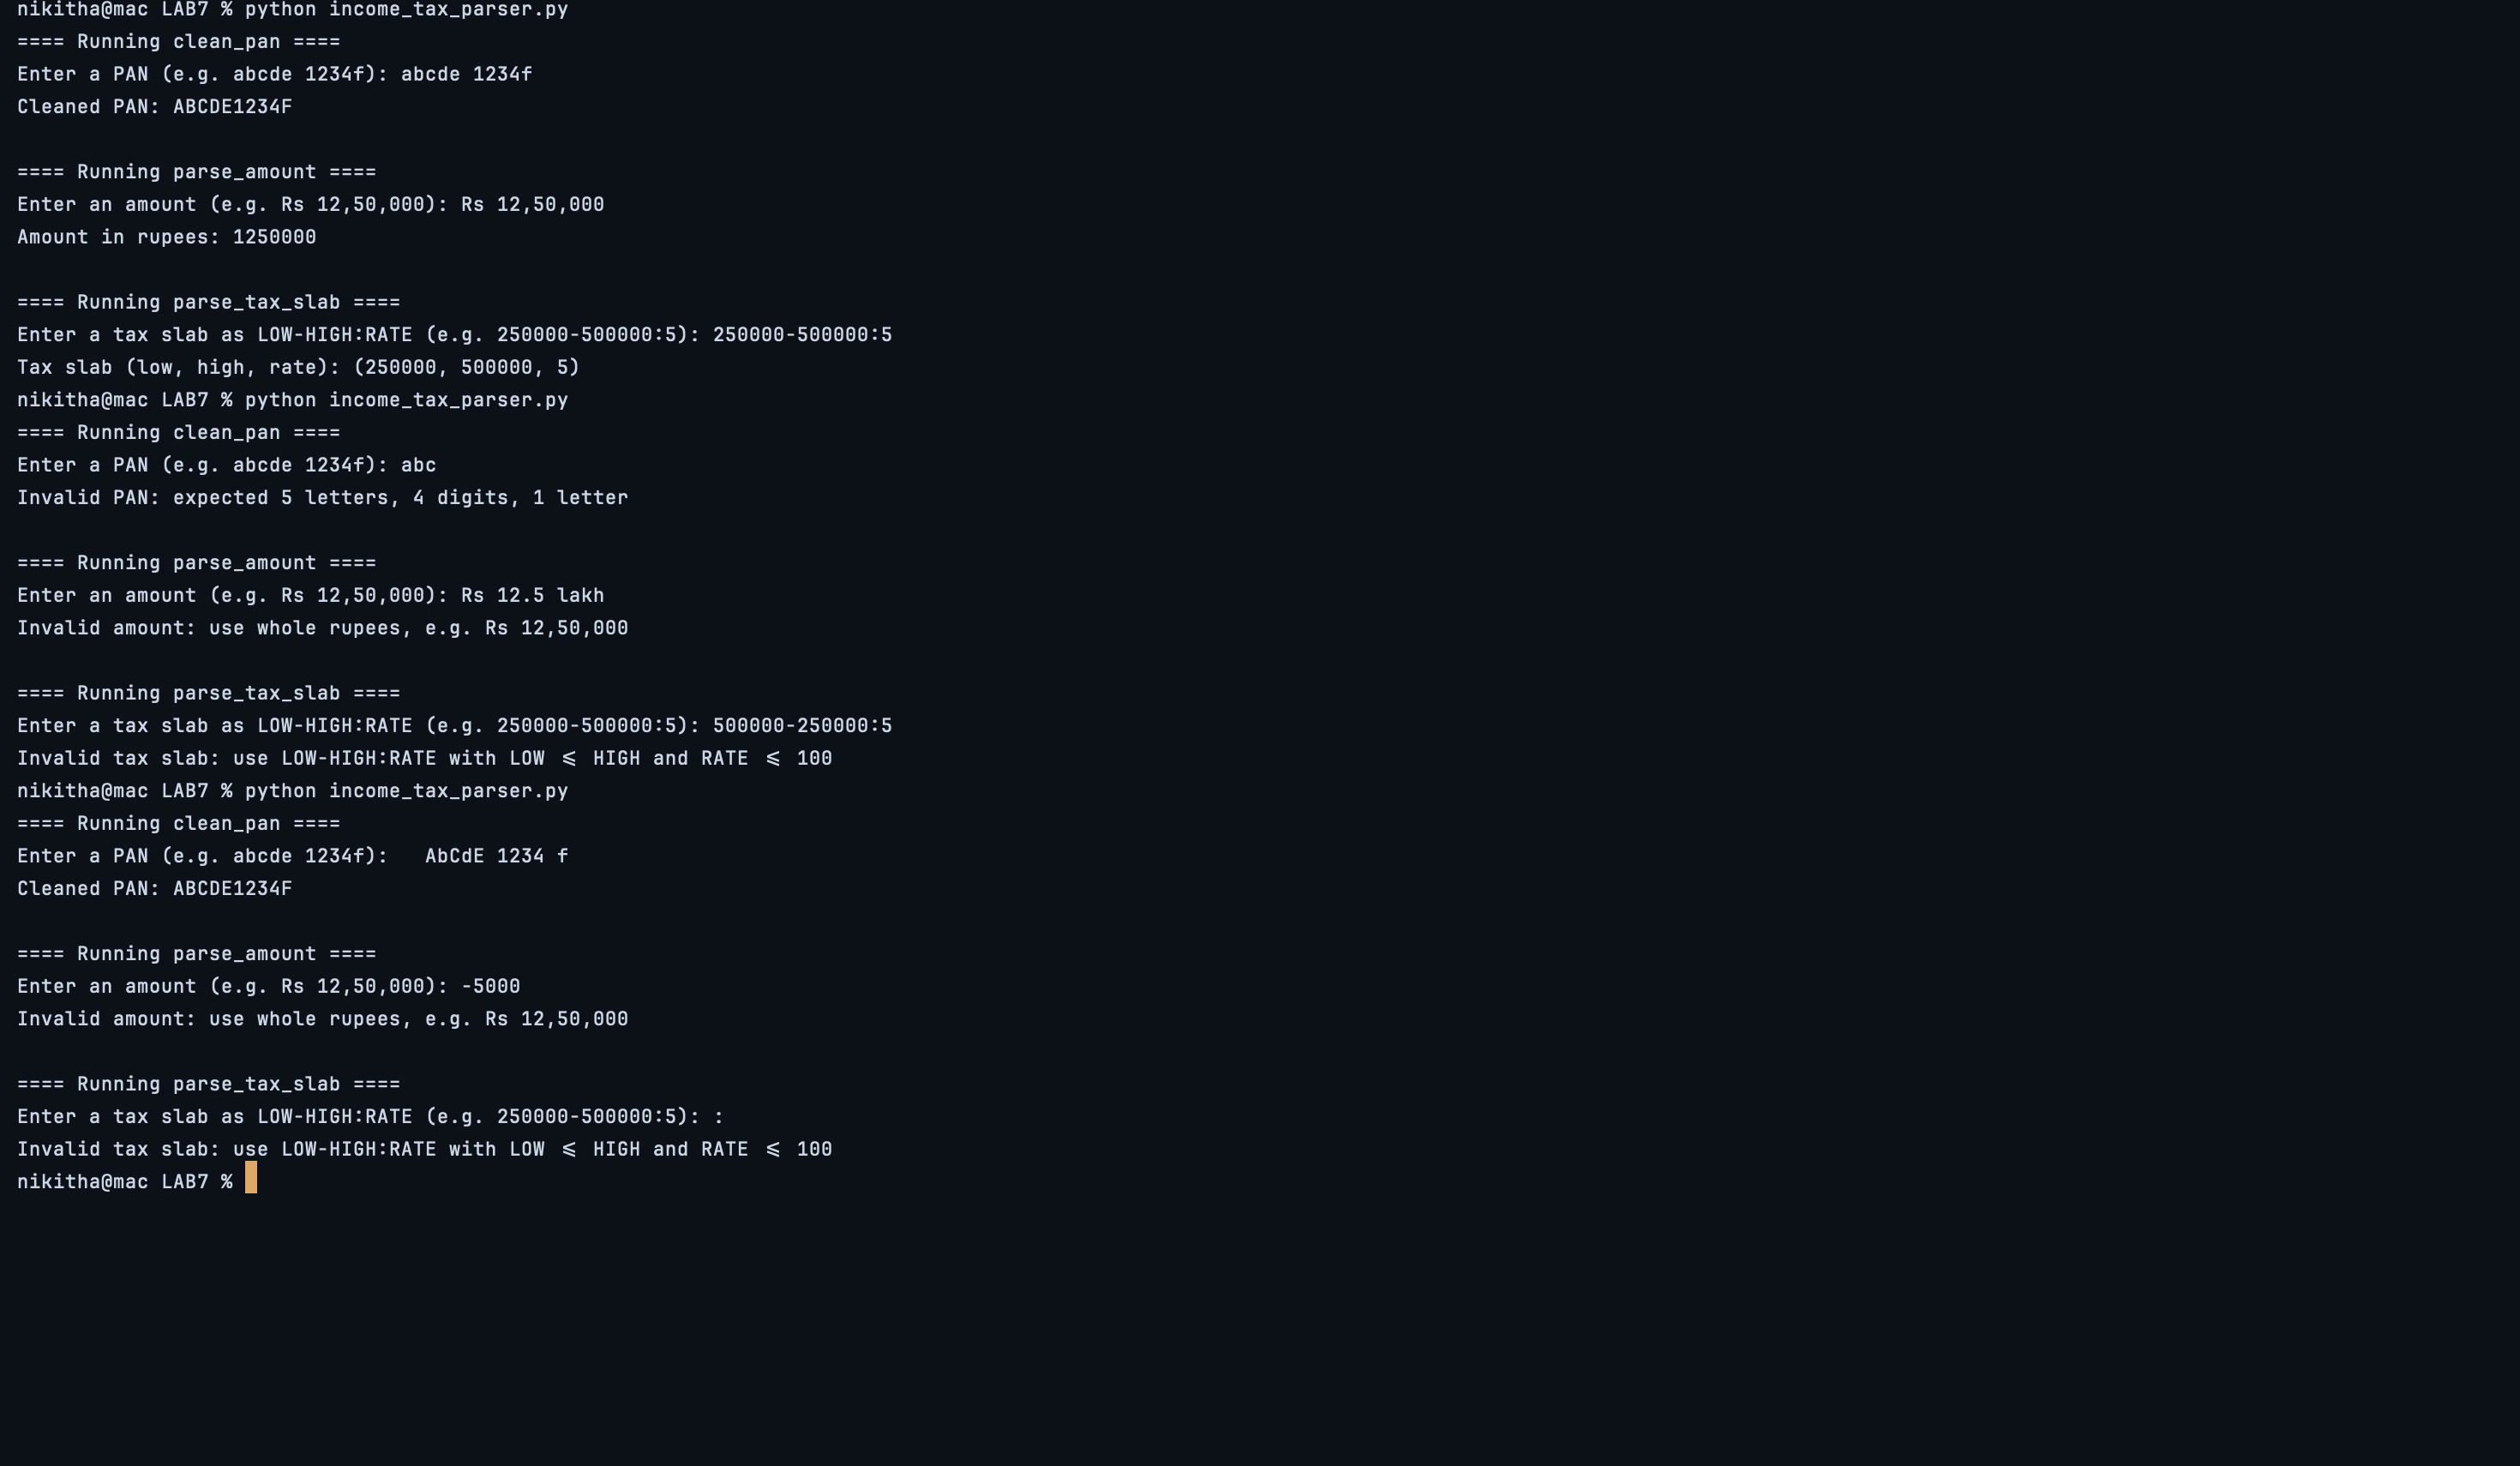 nikitha@mac LAB7 % python income_tax_parser.py
==== Running clean_pan ====
Enter a PAN (e.g. abcde 1234f): abcde 1234f
Cleaned PAN: ABCDE1234F

==== Running parse_amount ====
Enter an amount (e.g. Rs 12,50,000): Rs 12,50,000
Amount in rupees: 1250000

==== Running parse_tax_slab ====
Enter a tax slab as LOW-HIGH:RATE (e.g. 250000-500000:5): 250000-500000:5
Tax slab (low, high, rate): (250000, 500000, 5)
nikitha@mac LAB7 % python income_tax_parser.py
==== Running clean_pan ====
Enter a PAN (e.g. abcde 1234f): abc
Invalid PAN: expected 5 letters, 4 digits, 1 letter

==== Running parse_amount ====
Enter an amount (e.g. Rs 12,50,000): Rs 12.5 lakh
Invalid amount: use whole rupees, e.g. Rs 12,50,000

==== Running parse_tax_slab ====
Enter a tax slab as LOW-HIGH:RATE (e.g. 250000-500000:5): 500000-250000:5
Invalid tax slab: use LOW-HIGH:RATE with LOW <= HIGH and RATE <= 100
nikitha@mac LAB7 % python income_tax_parser.py
==== Running clean_pan ====
Enter a PAN (e.g. abcde 1234f):   AbCdE 1234 f
Cleaned PAN: ABCDE1234F

==== Running parse_amount ====
Enter an amount (e.g. Rs 12,50,000): -5000
Invalid amount: use whole rupees, e.g. Rs 12,50,000

==== Running parse_tax_slab ====
Enter a tax slab as LOW-HIGH:RATE (e.g. 250000-500000:5): :
Invalid tax slab: use LOW-HIGH:RATE with LOW <= HIGH and RATE <= 100
nikitha@mac LAB7 %